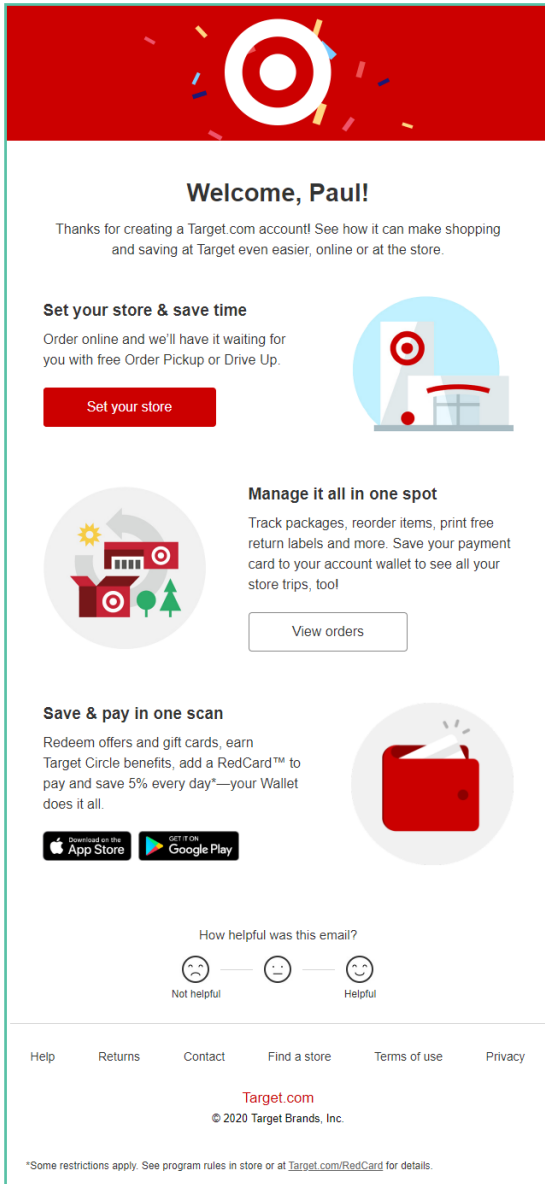 Welcome, Paul!
Thanks for creating a Target.com account! See how it can make shopping
and saving at Target even easier, online or at the store.
Set your store & save time
Order online and we'll have it waiting for
you with free Order Pickup or Drive Up.
Set your store
Manage it all in one spot
Track packages, reorder items, print free
return labels and more. Save your payment
card to your account wallet to see all your
store trips, too!
View orders
Save & pay in one scan
Redeem offers and gift cards, earn
Target Circle benefits, add a RedCard™ to
pay and save 5% every day*—your Wallet
does it all.
Download on the
App Store
GET IT ON
Google Play
How helpful was this email?
Not helpful
Helpful
Help Returns Contact Find a store Terms of use Privacy
Target.com
© 2020 Target Brands, Inc.
*Some restrictions apply. See program rules in store or at Target.com/RedCard for details.